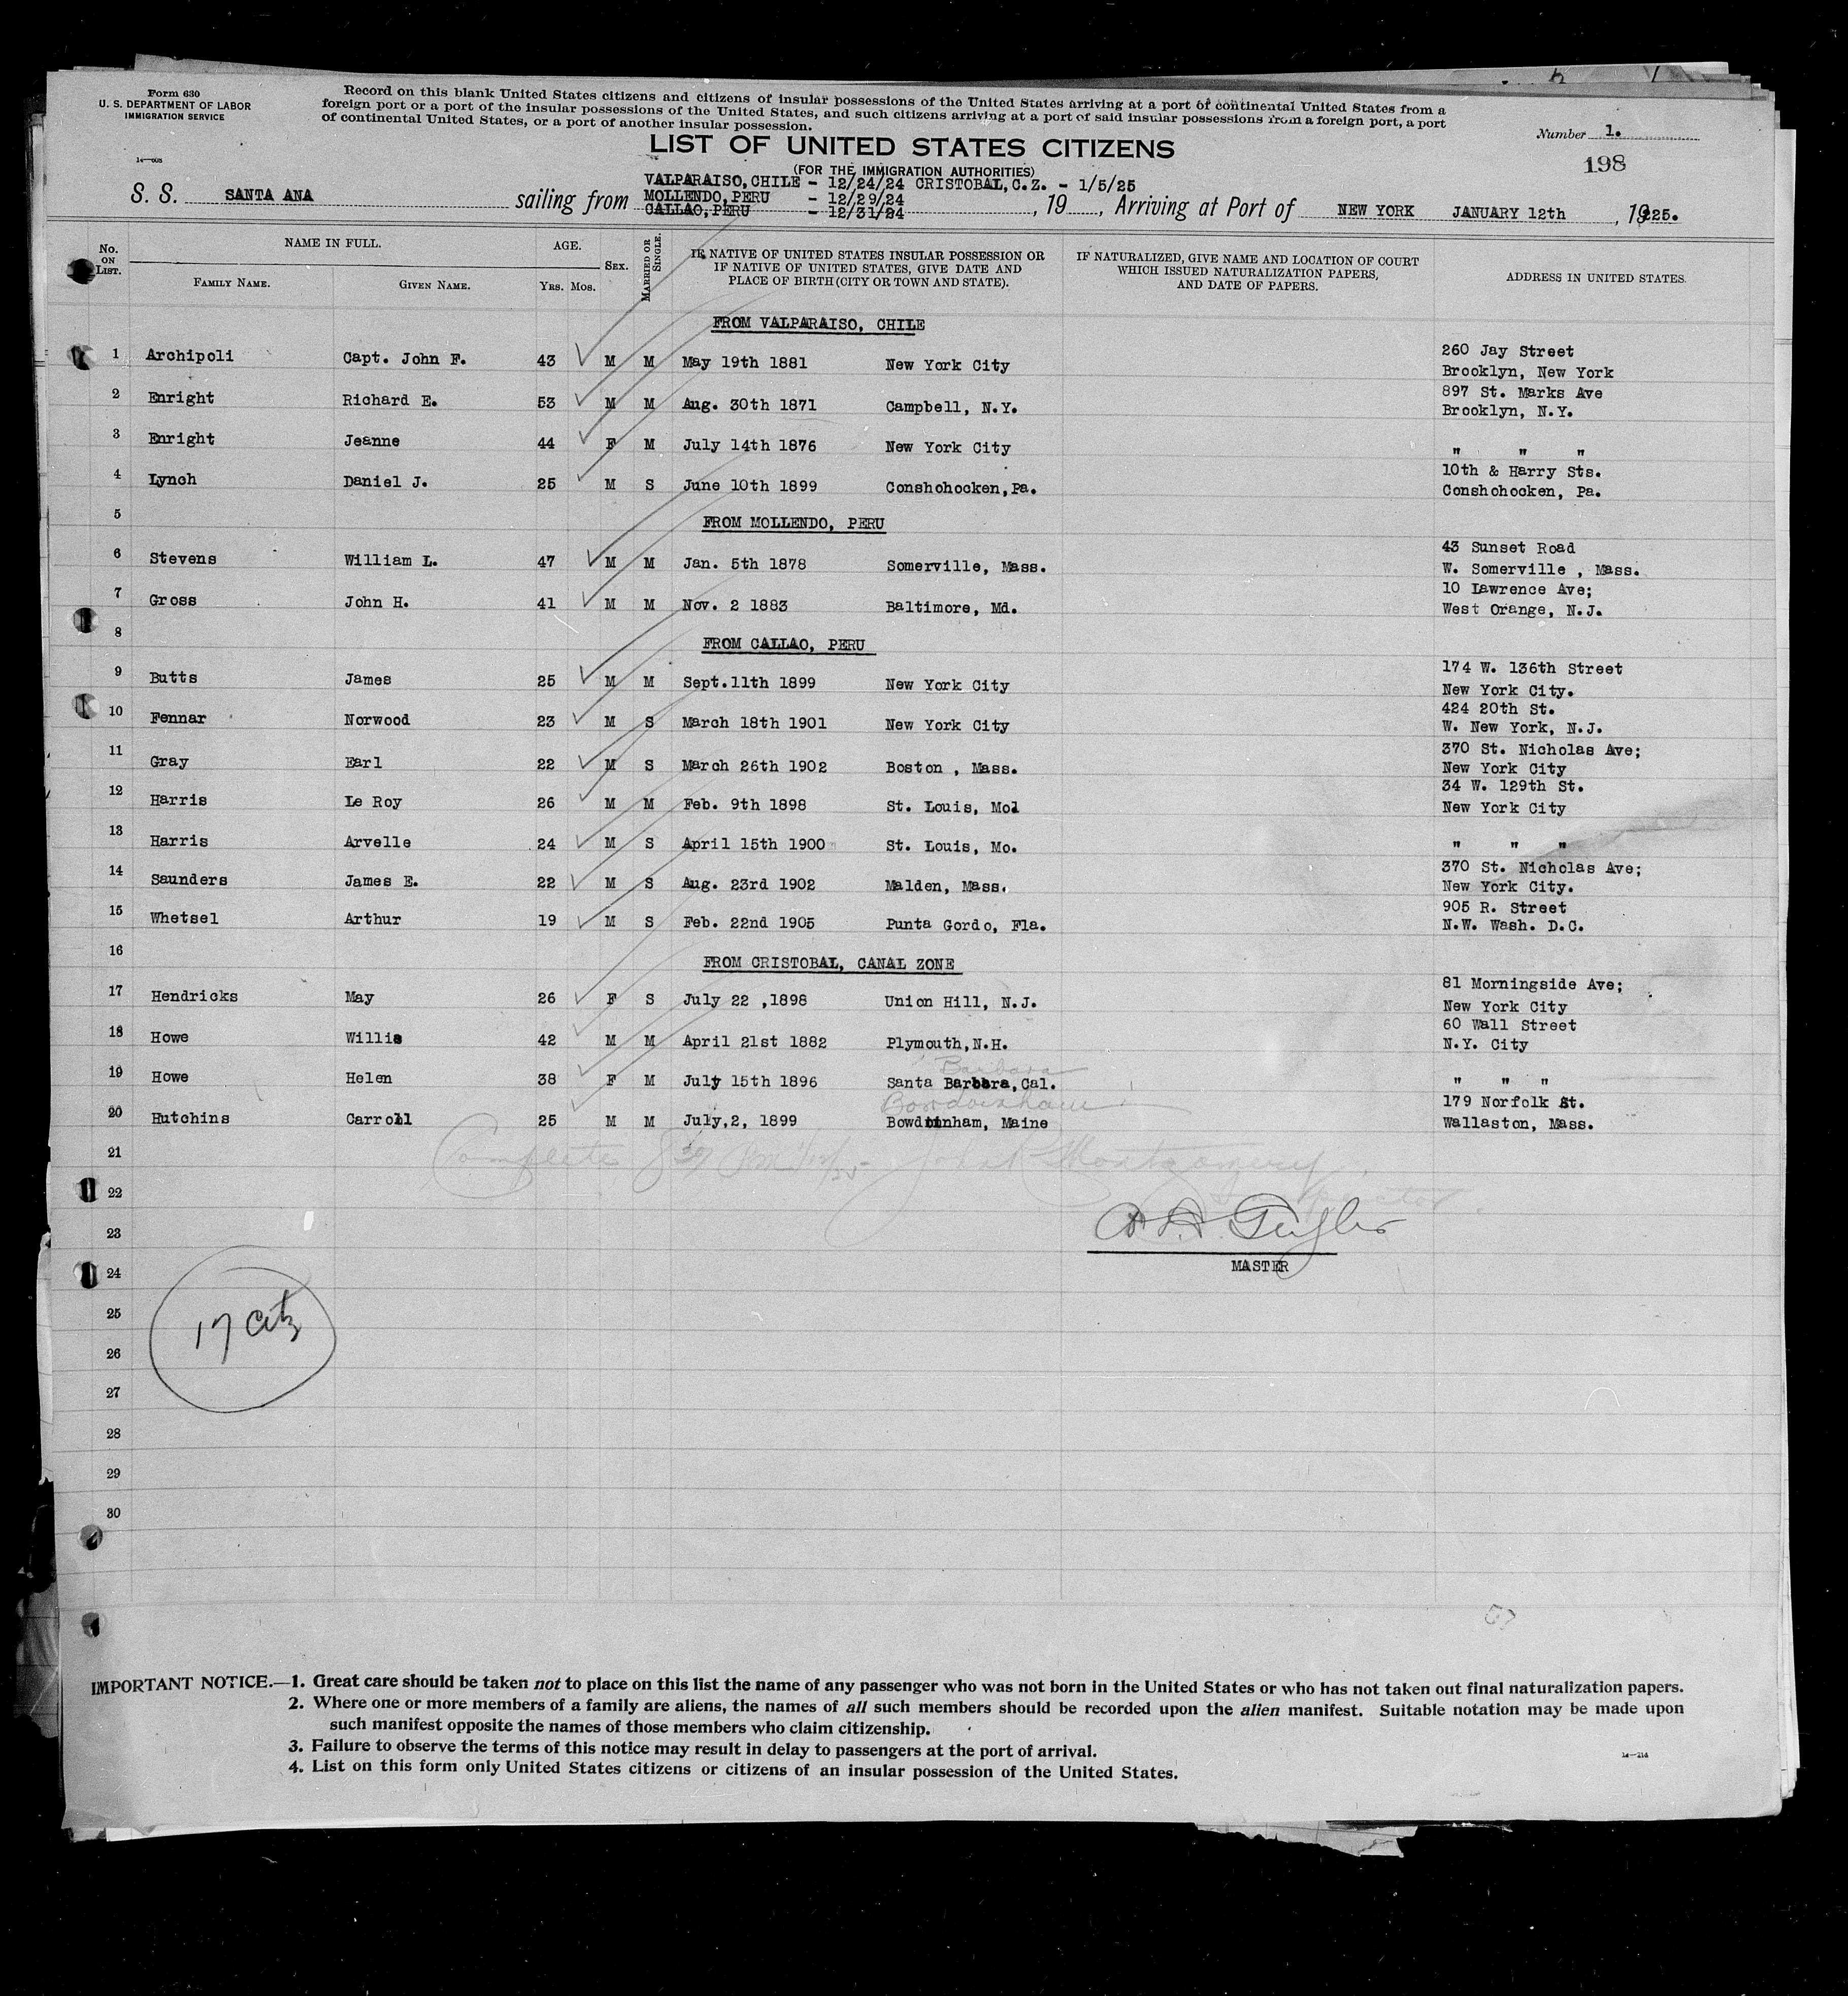 Form 630
U. S. DEPARTMENT OF LABOR
IMMIGRATION SERVICE
Record on this blank United States citizens and citizens of insular possessions of the United States arriving at a port of continental United States from a
foreign port or a port of the insular possessions of the United States, and such citizens arriving at a port of said insular possessions from a foreign port, a port
of continental United States, or a port of another insular possession.
Number 1.
198
LIST OF UNITED STATES CITIZENS
(FOR THE IMMIGRATION AUTHORITIES)
VALPARAISO, CHILE - 12/24/24 CRISTOBAL, C.Z. - 1/5/25
MOLLENDO, PERU - 12/29/24
CALLAO, PERU - 12/31/24
S. S. SANTA ANA sailing from , 19 , Arriving at Port of NEW YORK JANUARY 12th , 1925.
No. ON LIST.
NAME IN FULL.
FAMILY NAME.
GIVEN NAME.
AGE.
YRS. MOS.
SEX.
MARRIED OR SINGLE.
IF NATIVE OF UNITED STATES INSULAR POSSESSION OR
IF NATIVE OF UNITED STATES, GIVE DATE AND
PLACE OF BIRTH (CITY OR TOWN AND STATE).
IF NATURALIZED, GIVE NAME AND LOCATION OF COURT
WHICH ISSUED NATURALIZATION PAPERS,
AND DATE OF PAPERS.
ADDRESS IN UNITED STATES.
FROM VALPARAISO, CHILE
1 Archipoli Capt. John F. 43 M M May 19th 1881 New York City 260 Jay Street
Brooklyn, New York
2 Enright Richard E. 53 M M Aug. 30th 1871 Campbell, N.Y. 897 St. Marks Ave
Brooklyn, N.Y.
3 Enright Jeanne 44 F M July 14th 1876 New York City " " "
4 Lynch Daniel J. 25 M S June 10th 1899 Conshohocken, Pa. 10th & Harry Sts.
Conshohocken, Pa.
5 FROM MOLLENDO, PERU
6 Stevens William L. 47 M M Jan. 5th 1878 Somerville, Mass. 43 Sunset Road
W. Somerville , Mass.
7 Gross John H. 41 M M Nov. 2 1883 Baltimore, Md. 10 Lawrence Ave;
West Orange, N.J.
8 FROM CALLAO, PERU
9 Butts James 25 M M Sept.11th 1899 New York City 174 W. 136th Street
New York City.
10 Fennar Norwood 23 M S March 18th 1901 New York City 424 20th St.
W. New York, N.J.
11 Gray Earl 22 M S March 26th 1902 Boston , Mass. 370 St. Nicholas Ave;
New York City
12 Harris Le Roy 26 M M Feb. 9th 1898 St. Louis, Mo. 34 W. 129th St.
New York City
13 Harris Arvelle 24 M S April 15th 1900 St. Louis, Mo. " " "
14 Saunders James E. 22 M S Aug. 23rd 1902 Malden, Mass. 370 St. Nicholas Ave;
New York City.
15 Whetsel Arthur 19 M S Feb. 22nd 1905 Punta Gordo, Fla. 905 R. Street
N.W. Wash. D.C.
16 FROM CRISTOBAL, CANAL ZONE
17 Hendricks May 26 F S July 22 ,1898 Union Hill, N.J. 81 Morningside Ave;
New York City
18 Howe Willis 42 M M April 21st 1882 Plymouth, N.H. 60 Wall Street
N.Y. City
Barbara
19 Howe Helen 38 F M July 15th 1896 Santa Barbara, Cal. " " "
Bowdoinham
20 Hutchins Carroll 25 M M July,2, 1899 Bowdinham, Maine 179 Norfolk St.
Wallaston, Mass.
21 Complete John Montgomery
22 Inspector
23
MASTER
24
25
17 Citz
26
27
28
29
30
IMPORTANT NOTICE.—1. Great care should be taken not to place on this list the name of any passenger who was not born in the United States or who has not taken out final naturalization papers.
2. Where one or more members of a family are aliens, the names of all such members should be recorded upon the alien manifest. Suitable notation may be made upon
such manifest opposite the names of those members who claim citizenship.
3. Failure to observe the terms of this notice may result in delay to passengers at the port of arrival.
4. List on this form only United States citizens or citizens of an insular possession of the United States.